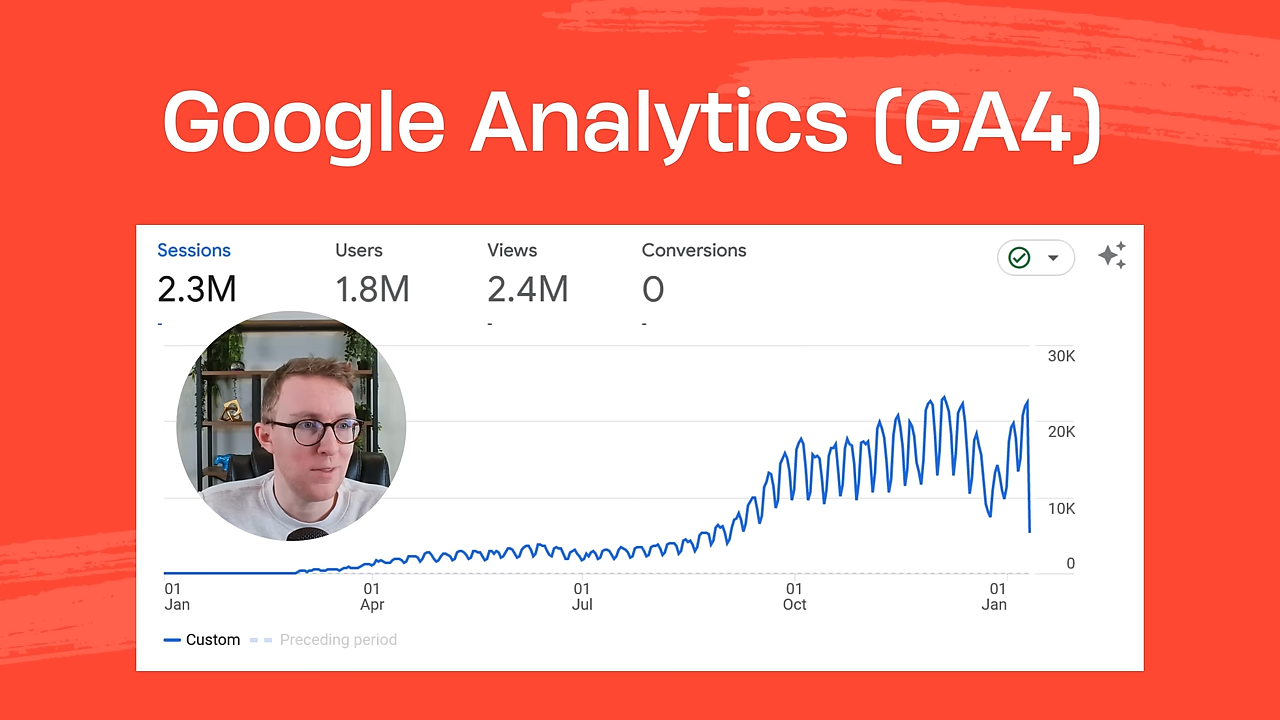 Google Analytics (GA4)
Sessions Users Views Conversions
2.3M 1.8M 2.4M 0
- - -
30K
20K
10K
0
01 01 01 01 01
Jan Apr Jul Oct Jan
Custom Preceding period